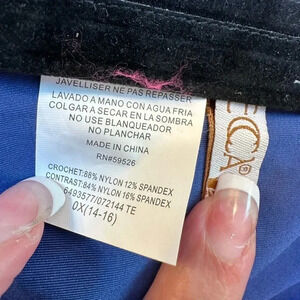 JAVELLISER NE PAS REPASSER
LAVADO A MANO CON AGUA FRIA
COLGAR A SECAR EN LA SOMBRA
NO USE BLANQUEADOR
NO PLANCHAR
MADE IN CHINA
RN#59526
CROCHET:88% NYLON 12% SPANDEX
CONTRAST:84% NYLON 16% SPANDEX
6493577/072144 TE
0X(14-16)
ECCA